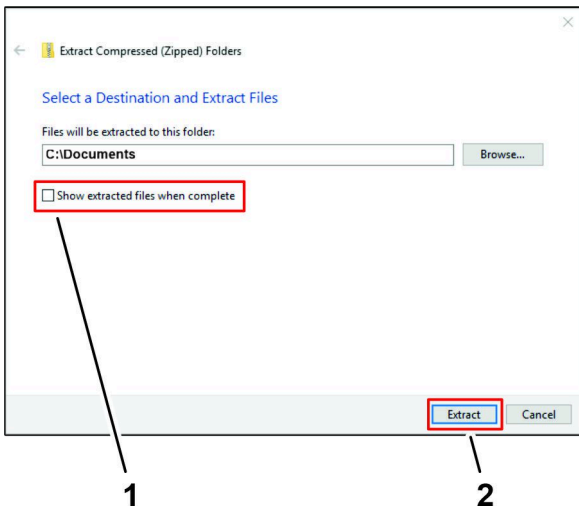 Extract Compressed (Zipped) Folders
Select a Destination and Extract Files
Files will be extracted to this folder:
C:\Documents
Browse...
Show extracted files when complete
Extract
Cancel
1
2